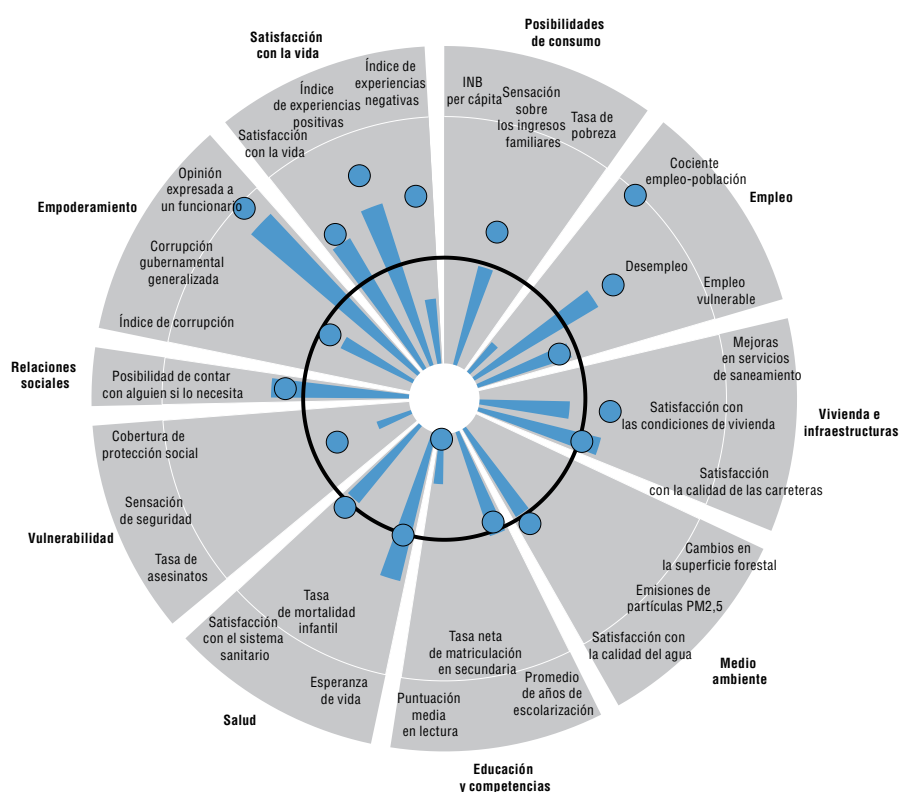 Posibilidades
de consumo
INB
per cápita
Sensación
sobre
los ingresos
familiares
Tasa de
pobreza
Empleo
Cociente
empleo-población
Desempleo
Empleo
vulnerable
Vivienda e
infraestructuras
Mejoras
en servicios
de saneamiento
Satisfacción con
las condiciones de vivienda
Satisfacción
con la calidad de las carreteras
Medio
ambiente
Cambios en
la superficie forestal
Emisiones de
partículas PM2,5
Satisfacción con
la calidad del agua
Educación
y competencias
Promedio
de años de
escolarización
Tasa neta
de matriculación
en secundaria
Puntuación
media
en lectura
Salud
Esperanza
de vida
Tasa
de mortalidad
infantil
Satisfacción
con el sistema
sanitario
Vulnerabilidad
Tasa de
asesinatos
Sensación
de seguridad
Cobertura de
protección social
Relaciones
sociales
Posibilidad de contar
con alguien si lo necesita
Empoderamiento
Índice de corrupción
Corrupción
gubernamental
generalizada
Opinión
expresada a
un funcionario
Satisfacción
con la vida
Satisfacción
con la vida
Índice
de experiencias
positivas
Índice de
experiencias
negativas